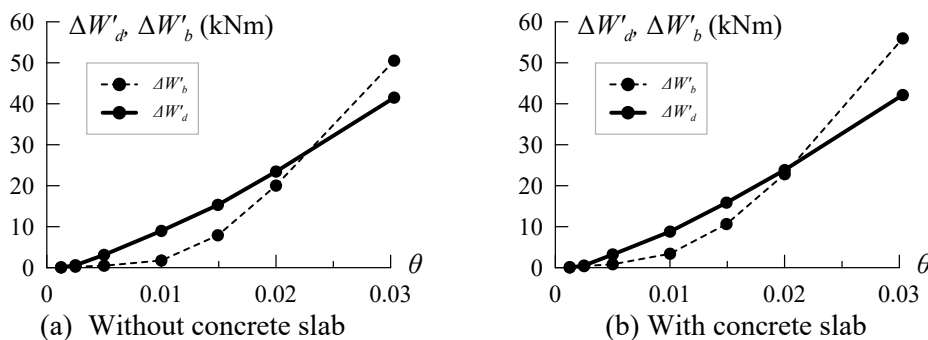 60
50
40
30
20
10
0
ΔW'd, ΔW'b (kNm)
ΔW'b
ΔW'd
θ
0 0.01 0.02 0.03
(a) Without concrete slab
60
50
40
30
20
10
0
ΔW'd, ΔW'b (kNm)
ΔW'b
ΔW'd
θ
0 0.01 0.02 0.03
(b) With concrete slab